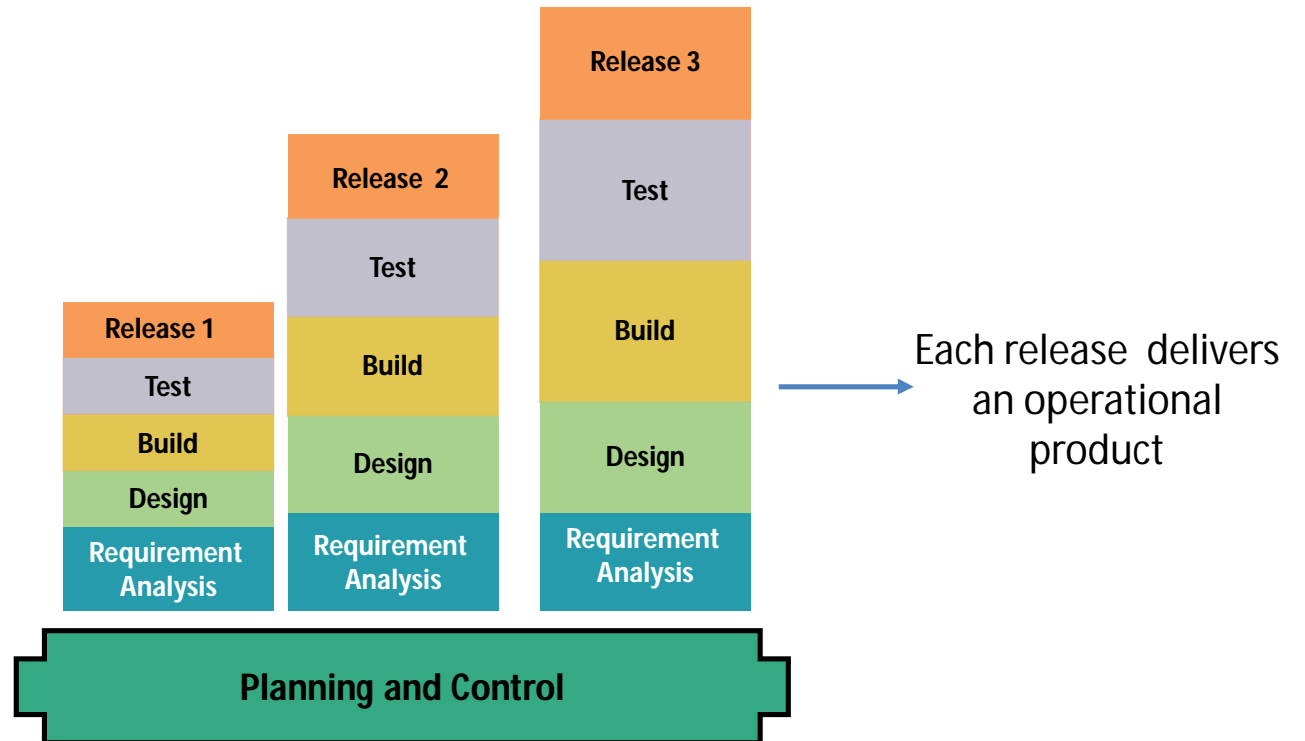 Release 1
Test
Build
Design
Requirement
Analysis
Release 2
Test
Build
Design
Requirement
Analysis
Release 3
Test
Build
Design
Requirement
Analysis
Each release delivers
an operational
product
Planning and Control